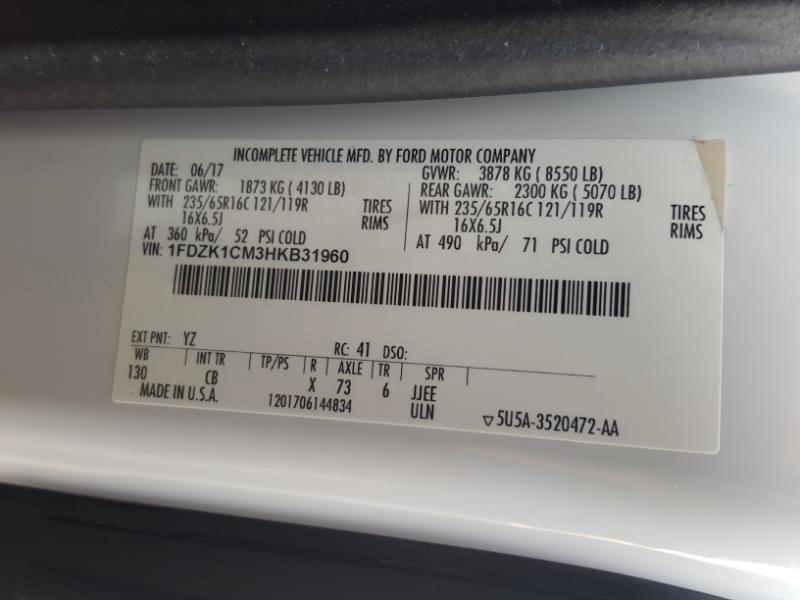 INCOMPLETE VEHICLE MFD. BY FORD MOTOR COMPANY
DATE: 06/17 GVWR: 3878 KG ( 8550 LB)
FRONT GAWR: 1873 KG ( 4130 LB) REAR GAWR: 2300 KG ( 5070 LB)
WITH 235/65R16C 121/119R TIRES WITH 235/65R16C 121/119R TIRES
16X6.5J RIMS 16X6.5J RIMS
AT 360 kPa/ 52 PSI COLD AT 490 kPa/ 71 PSI COLD
VIN: 1FDZK1CM3HKB31960
EXT PNT: YZ RC: 41 DSO:
WB INT TR TP/PS R AXLE TR SPR
130 CB X 73 6 JJEE
MADE IN U.S.A. 1201706144834 ULN ▽5U5A-3520472-AA